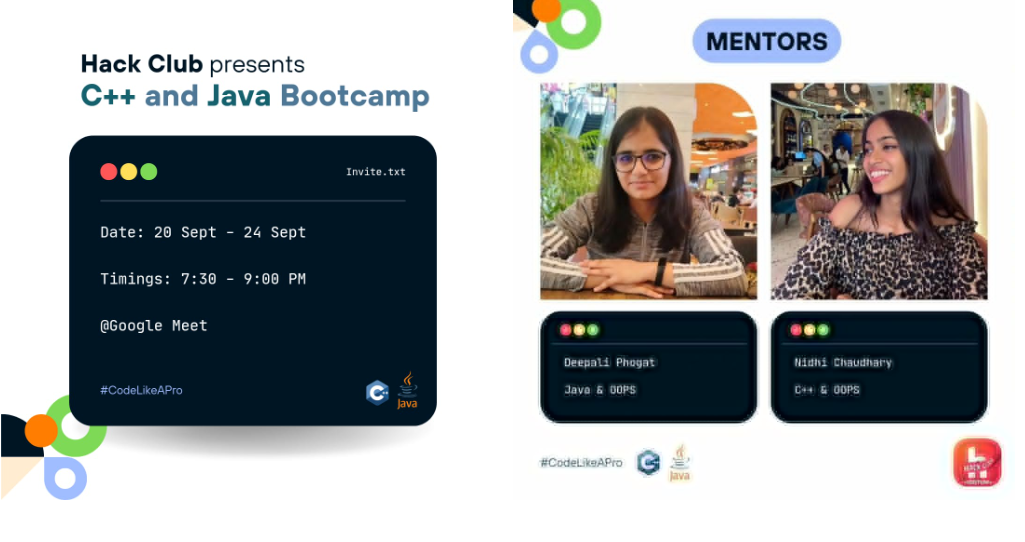 Hack Club presents
C++ and Java Bootcamp
Invite.txt
Date: 20 Sept - 24 Sept
Timings: 7:30 - 9:00 PM
@Google Meet
#CodeLikeAPro
C++
Java
MENTORS
Deepali Phogat
Java & OOPS
Nidhi Chaudhary
C++ & OOPS
#CodeLikeAPro
Java
HACK CLUB